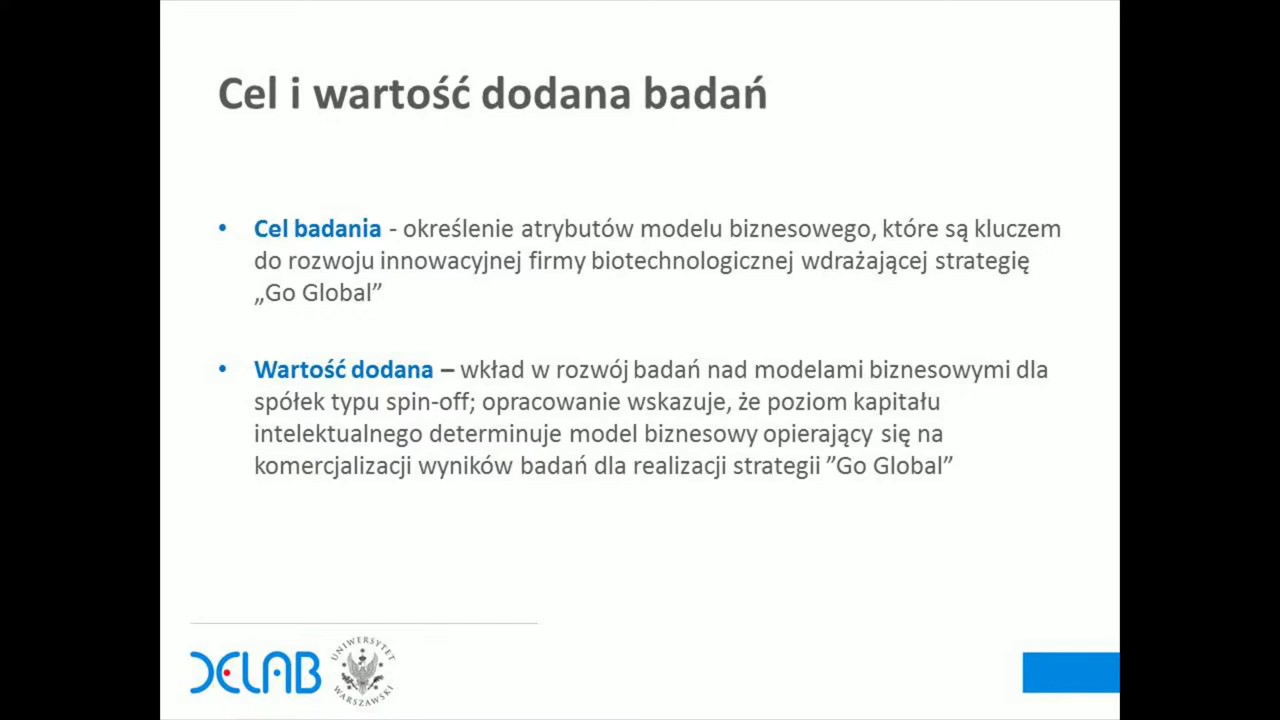 Cel i wartość dodana badań
• Cel badania - określenie atrybutów modelu biznesowego, które są kluczem
do rozwoju innowacyjnej firmy biotechnologicznej wdrażającej strategię
„Go Global”
• Wartość dodana – wkład w rozwój badań nad modelami biznesowymi dla
spółek typu spin-off; opracowanie wskazuje, że poziom kapitału
intelektualnego determinuje model biznesowy opierający się na
komercjalizacji wyników badań dla realizacji strategii ”Go Global”
DELAB
UNIWERSYTET
WARSZAWSKI